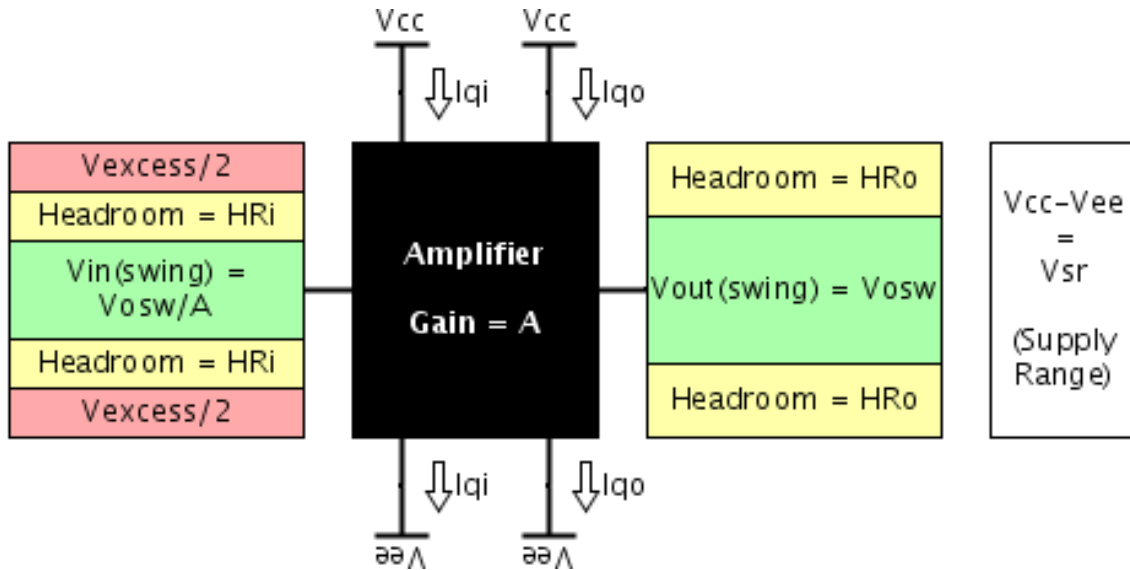 Vcc
Vcc
Iqi
Iqo
Vexcess/2
Headroom = HRi
Vin(swing) =
Vosw/A
Headroom = HRi
Vexcess/2
Amplifier
Gain = A
Headroom = HRo
Vout(swing) = Vosw
Headroom = HRo
Vcc-Vee
=
Vsr
(Supply
Range)
Iqi
Iqo
Vee
Vee